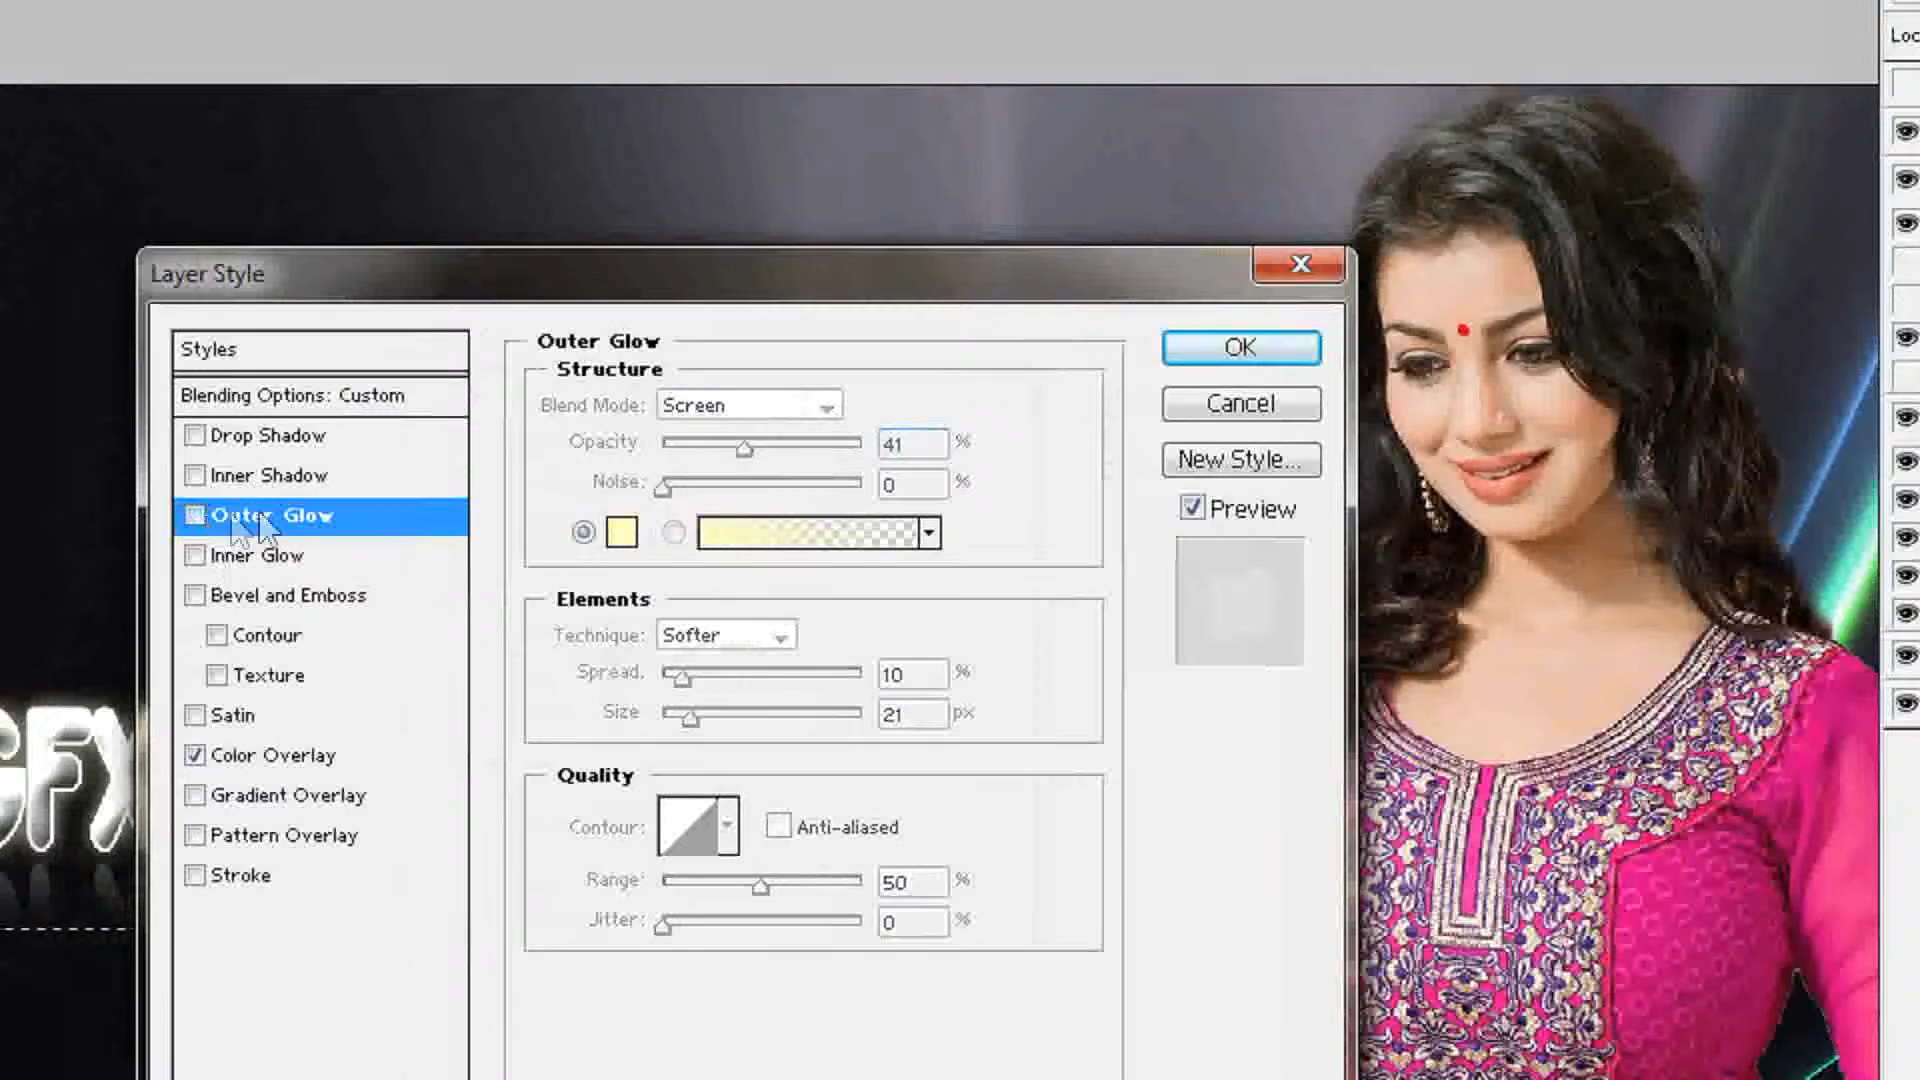 Loc
Layer Style
X
Styles
Blending Options: Custom
Drop Shadow
Inner Shadow
Outer Glow
Inner Glow
Bevel and Emboss
Contour
Texture
Satin
Color Overlay
Gradient Overlay
Pattern Overlay
Stroke
Outer Glow
Structure
Blend Mode: Screen
Opacity 41 %
Noise: 0 %
Elements
Technique: Softer
Spread. 10 %
Size 21 px
Quality
Contour: Anti-aliased
Range: 50 %
Jitter: 0 %
OK
Cancel
New Style...
Preview
GFX